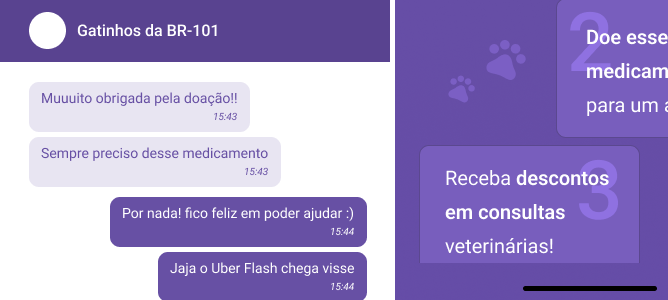 Gatinhos da BR-101
Muuuito obrigada pela doação!!
15:43
Sempre preciso desse medicamento
15:43
Por nada! fico feliz em poder ajudar :)
15:44
Jaja o Uber Flash chega visse
15:44
2
Doe esse
medicam
para um a
3
Receba descontos
em consultas
veterinárias!